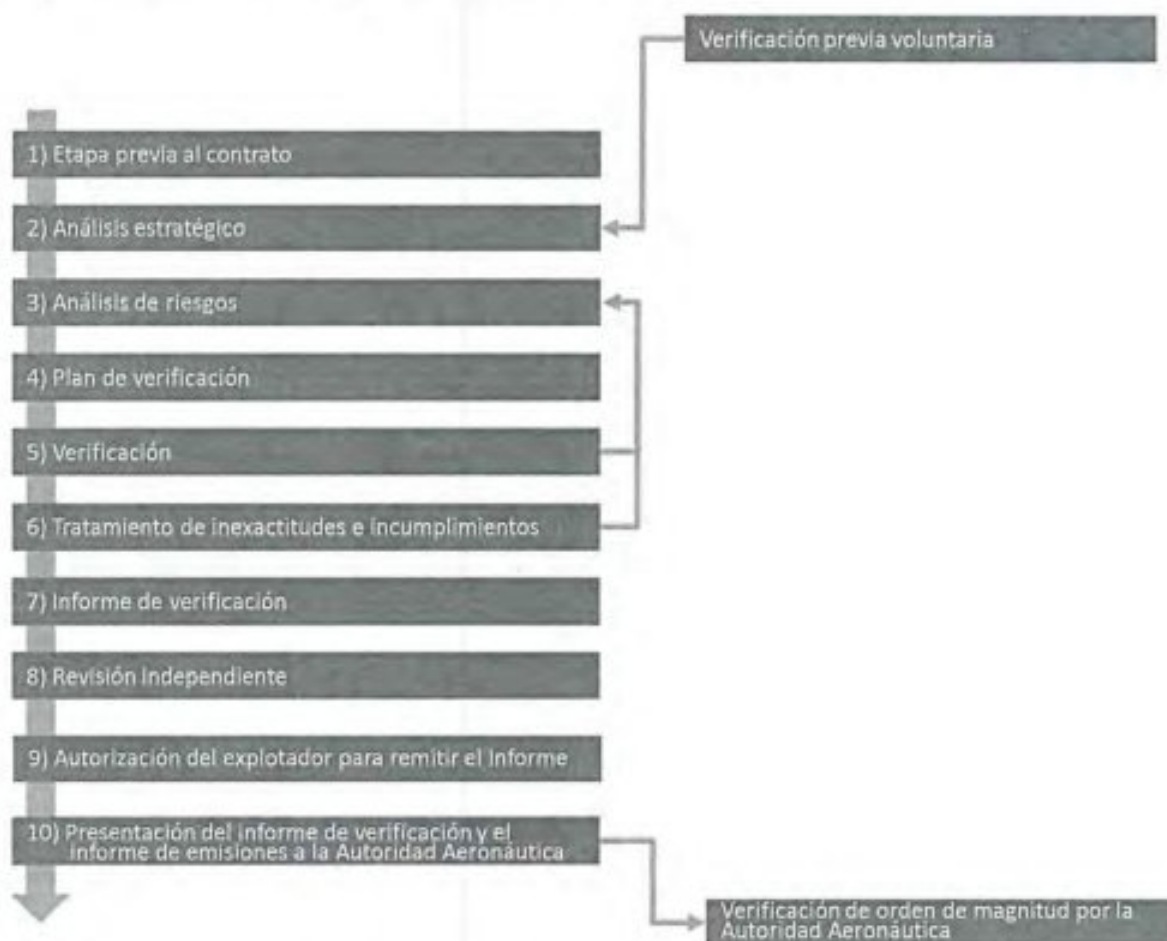 Verificación previa voluntaria
1) Etapa previa al contrato
2) Análisis estratégico
3) Análisis de riesgos
4) Plan de verificación
5) Verificación
6) Tratamiento de inexactitudes e incumplimientos
7) Informe de verificación
8) Revisión independiente
9) Autorización del explotador para remitir el Informe
10) Presentación del informe de verificación y el
informe de emisiones a la Autoridad Aeronáutica
Verificación de orden de magnitud por la
Autoridad Aeronáutica